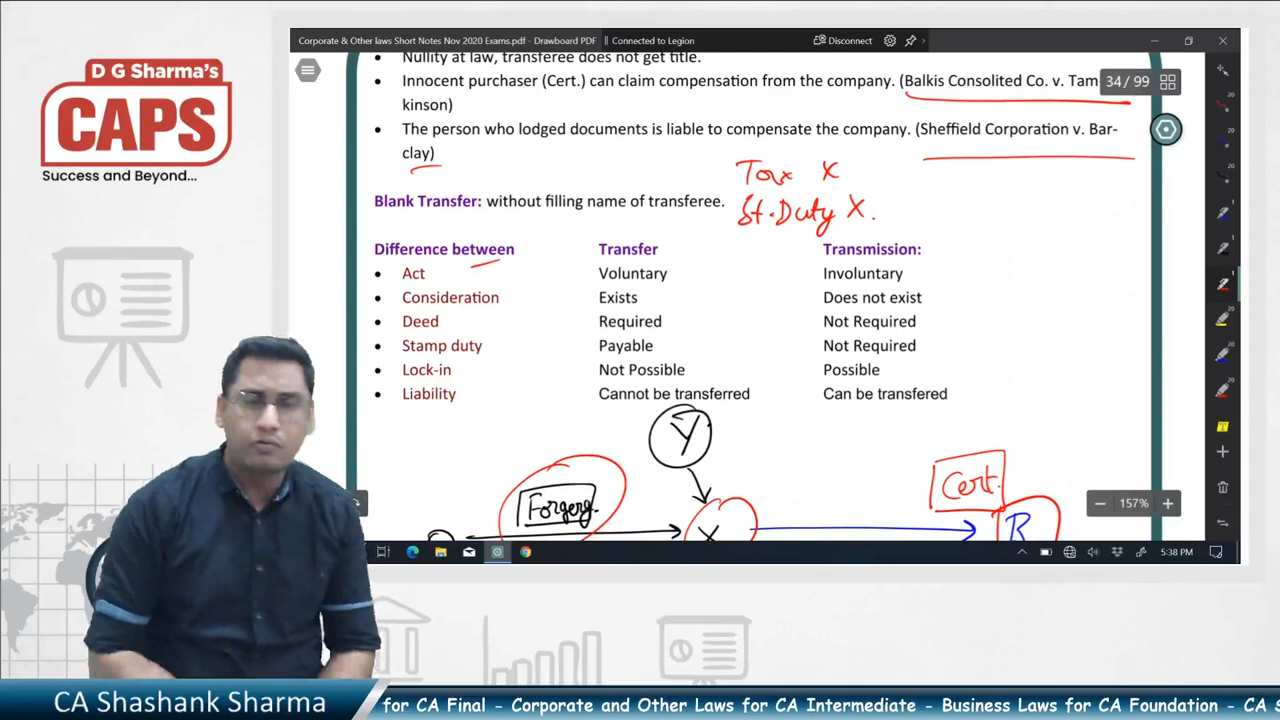 D G Sharma's
CAPS
Success and Beyond...
Corporate & Other laws Short Notes Nov 2020 Exams.pdf - Drawboard PDF
Connected to Legion
Disconnect
Nullity at law, transferee does not get title.
Innocent purchaser (Cert.) can claim compensation from the company. (Balkis Consolited Co. v. Tam
kinson)
34 / 99
The person who lodged documents is liable to compensate the company. (Sheffield Corporation v. Bar-
clay)
Tax X
Blank Transfer: without filling name of transferee.
St. Duty X.
Difference between Transfer Transmission:
• Act Voluntary Involuntary
• Consideration Exists Does not exist
• Deed Required Not Required
• Stamp duty Payable Not Required
• Lock-in Not Possible Possible
• Liability Cannot be transferred Can be transfered
Y
Cert.
Forgery.
X
R
157%
5:38 PM
CA Shashank Sharma
for CA Final - Corporate and Other Laws for CA Intermediate - Business Laws for CA Foundation - CA S